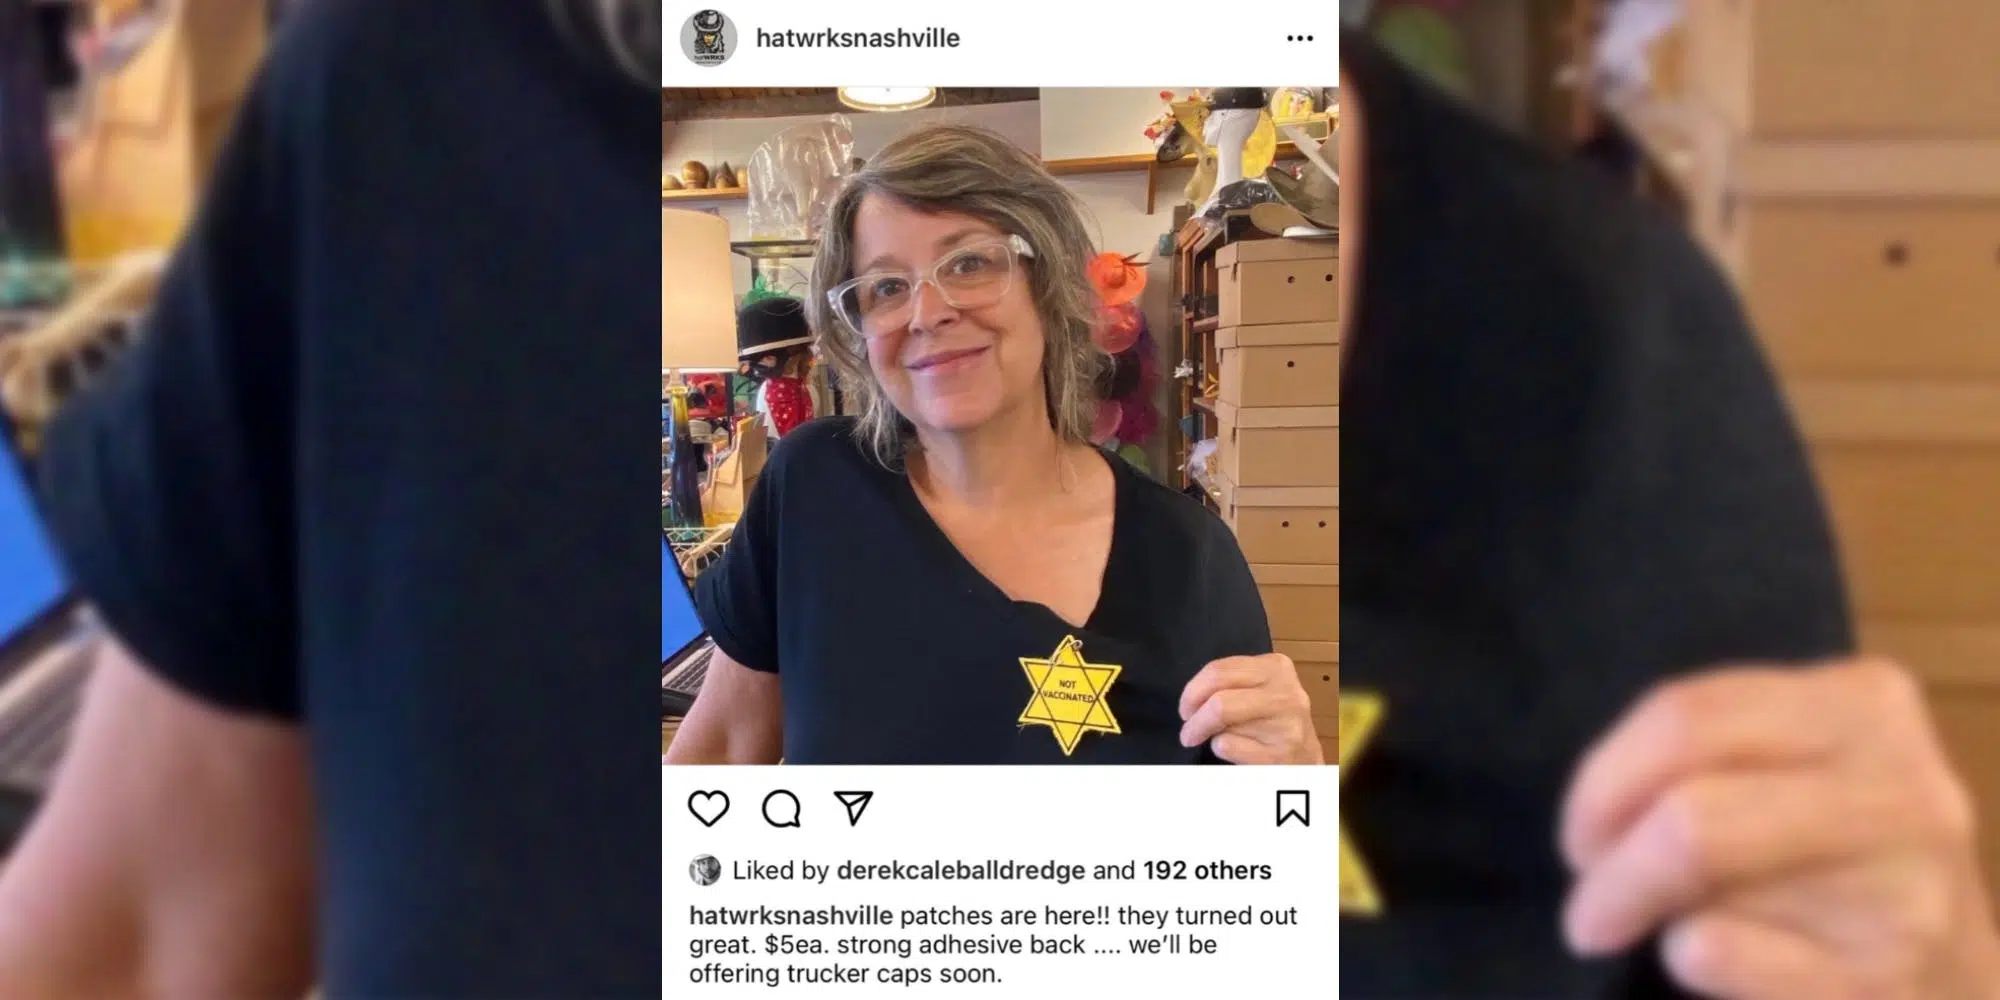 hatWRKS
hatwrksnashville
NOT
VACCINATED
Liked by derekcaleballdredge and 192 others
hatwrksnashville patches are here!! they turned out
great. $5ea. strong adhesive back .... we’ll be
offering trucker caps soon.